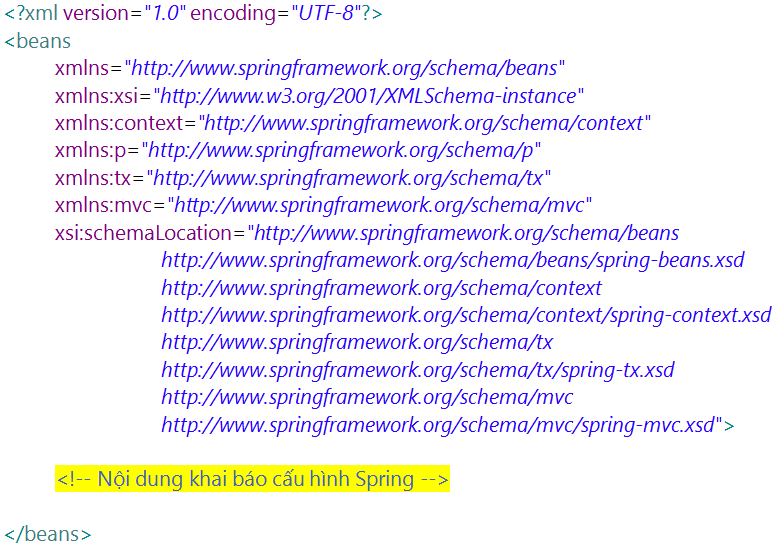 <?xml version="1.0" encoding="UTF-8"?>
<beans
xmlns="http://www.springframework.org/schema/beans"
xmlns:xsi="http://www.w3.org/2001/XMLSchema-instance"
xmlns:context="http://www.springframework.org/schema/context"
xmlns:p="http://www.springframework.org/schema/p"
xmlns:tx="http://www.springframework.org/schema/tx"
xmlns:mvc="http://www.springframework.org/schema/mvc"
xsi:schemaLocation="http://www.springframework.org/schema/beans
http://www.springframework.org/schema/beans/spring-beans.xsd
http://www.springframework.org/schema/context
http://www.springframework.org/schema/context/spring-context.xsd
http://www.springframework.org/schema/tx
http://www.springframework.org/schema/tx/spring-tx.xsd
http://www.springframework.org/schema/mvc
http://www.springframework.org/schema/mvc/spring-mvc.xsd">
<!-- Nội dung khai báo cấu hình Spring -->
</beans>